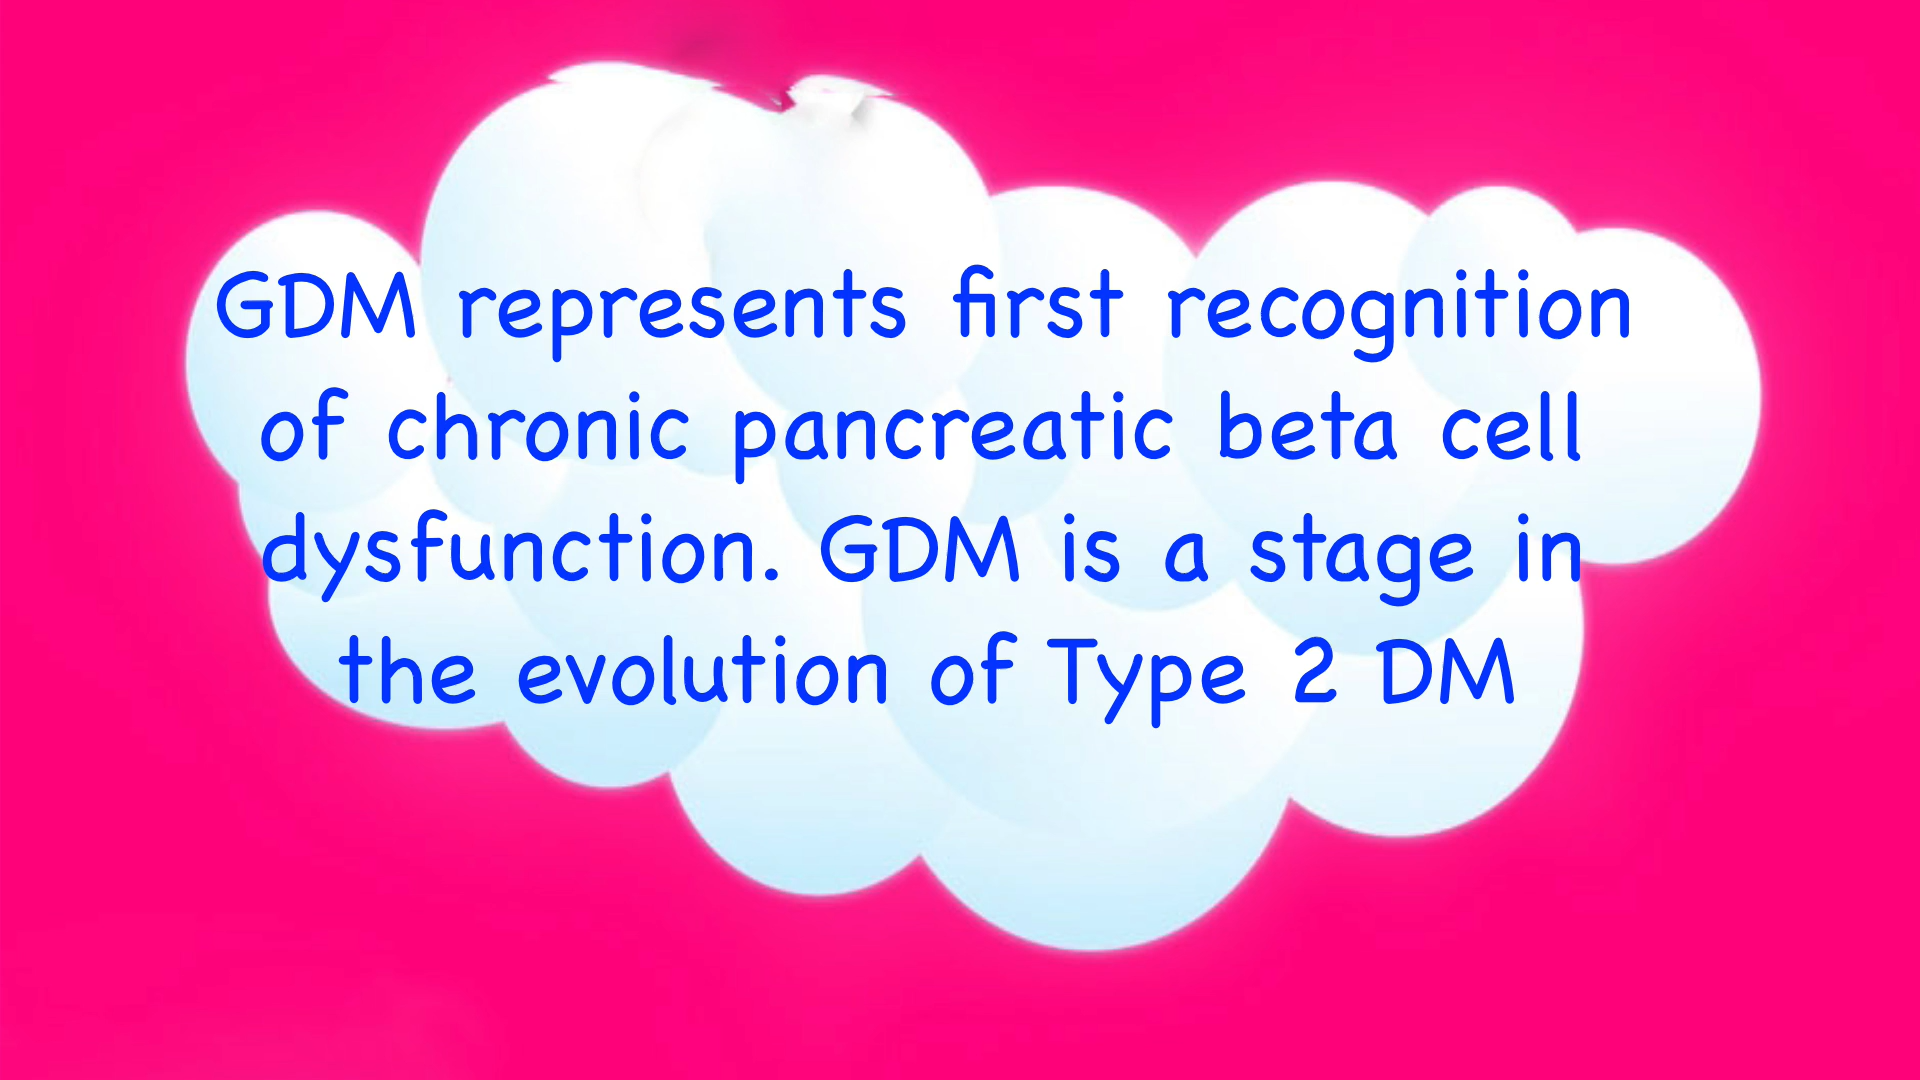 GDM represents first recognition
of chronic pancreatic beta cell
dysfunction. GDM is a stage in
the evolution of Type 2 DM